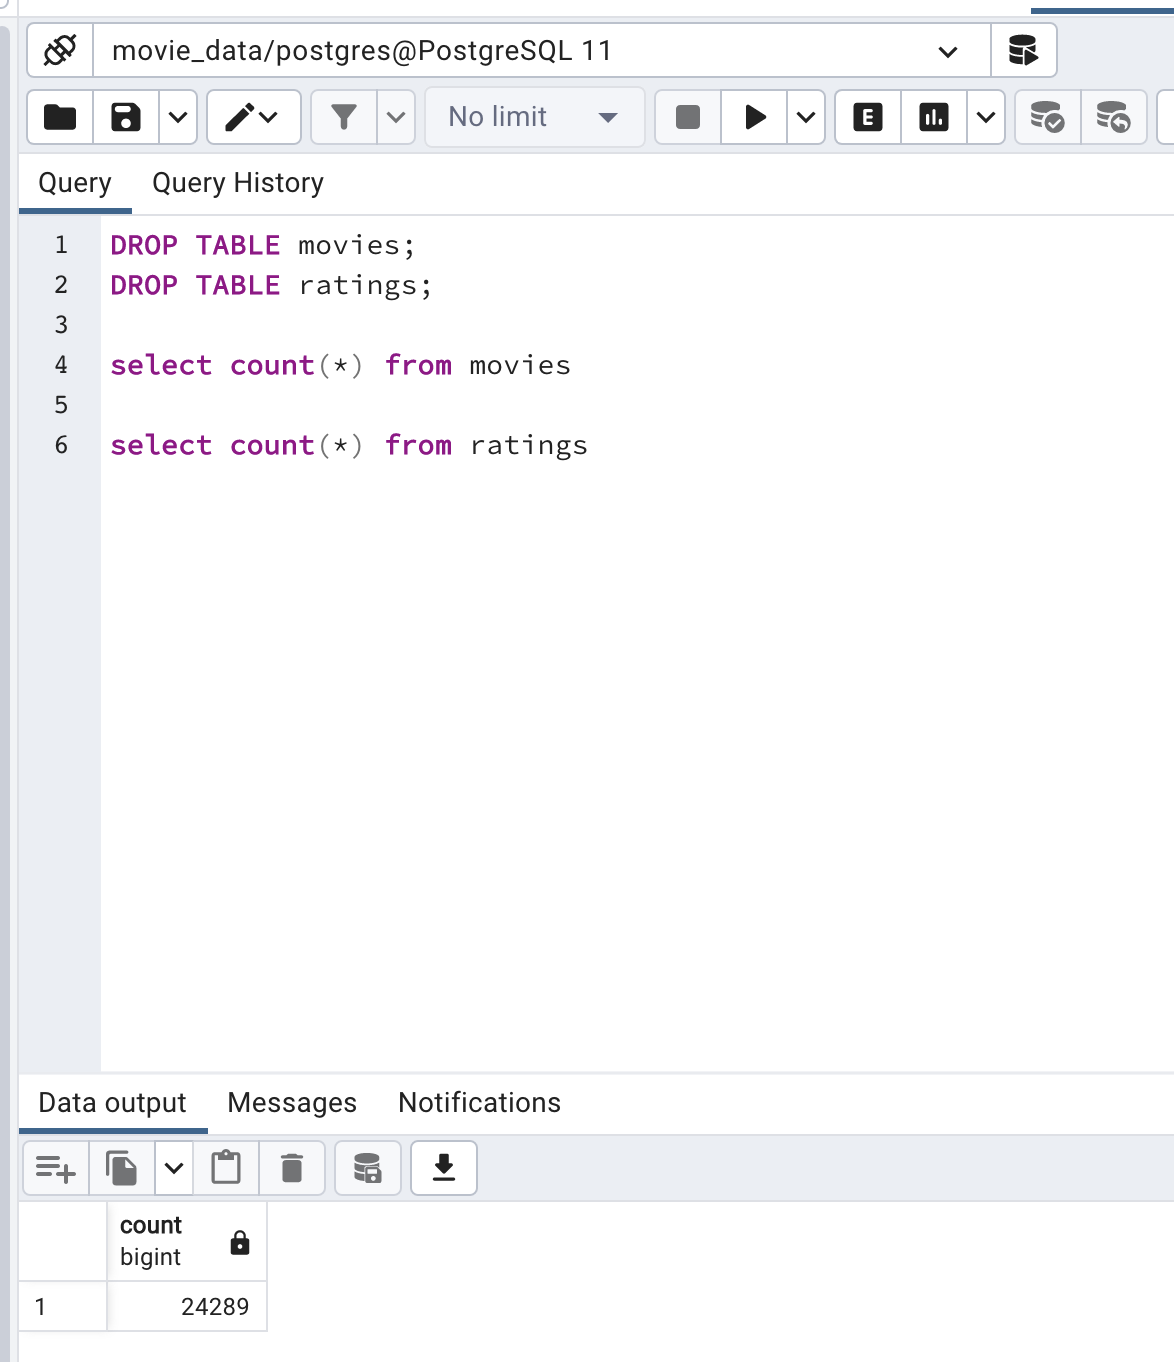 movie_data/postgres@PostgreSQL 11
No limit
E
Query Query History
1 DROP TABLE movies;
2 DROP TABLE ratings;
3
4 select count(*) from movies
5
6 select count(*) from ratings
Data output Messages Notifications
count
bigint
1 24289